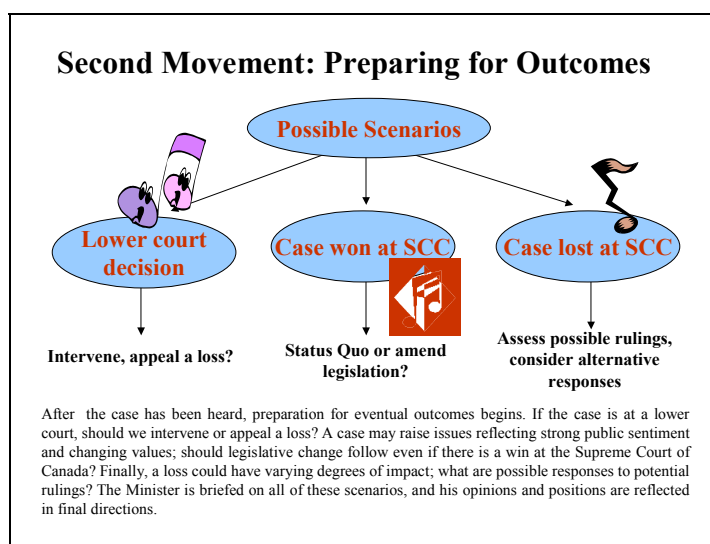 Second Movement: Preparing for Outcomes
Possible Scenarios
Lower court
decision
Case won at SCC
Case lost at SCC
Intervene, appeal a loss?
Status Quo or amend
legislation?
Assess possible rulings,
consider alternative
responses
After the case has been heard, preparation for eventual outcomes begins. If the case is at a lower
court, should we intervene or appeal a loss? A case may raise issues reflecting strong public sentiment
and changing values; should legislative change follow even if there is a win at the Supreme Court of
Canada? Finally, a loss could have varying degrees of impact; what are possible responses to potential
rulings? The Minister is briefed on all of these scenarios, and his opinions and positions are reflected
in final directions.